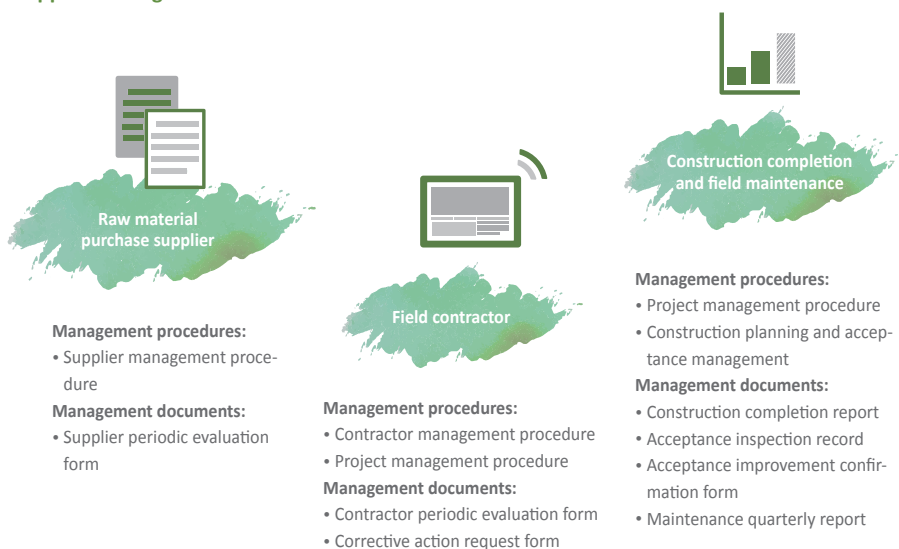 Raw material
purchase supplier
Management procedures:
• Supplier management proce-
dure
Management documents:
• Supplier periodic evaluation
form
Field contractor
Management procedures:
• Contractor management procedure
• Project management procedure
Management documents:
• Contractor periodic evaluation form
• Corrective action request form
Construction completion
and field maintenance
Management procedures:
• Project management procedure
• Construction planning and accep-
tance management
Management documents:
• Construction completion report
• Acceptance inspection record
• Acceptance improvement confir-
mation form
• Maintenance quarterly report